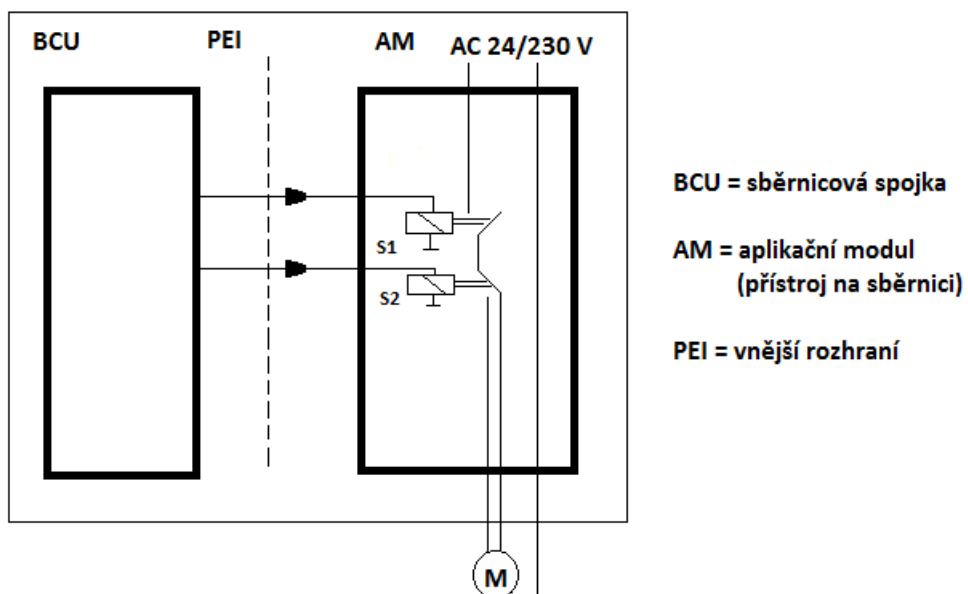 BCU PEI AM AC 24/230 V
S1
S2
M
BCU = sběrnicová spojka
AM = aplikační modul
(přístroj na sběrnici)
PEI = vnější rozhraní